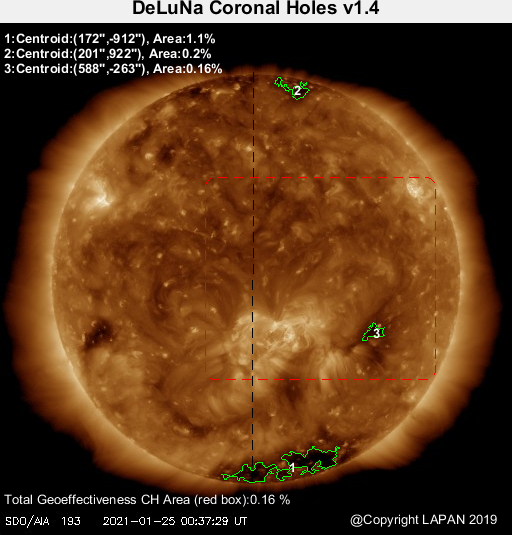 DeLuNa Coronal Holes v1.4
1:Centroid:(172",-912"), Area:1.1%
2:Centroid:(201",922"), Area:0.2%
3:Centroid:(588",-263"), Area:0.16%
2
3
1
Total Geoeffectiveness CH Area (red box):0.16 %
SDO/AIA 193 2021-01-25 00:37:29 UT
@Copyright LAPAN 2019